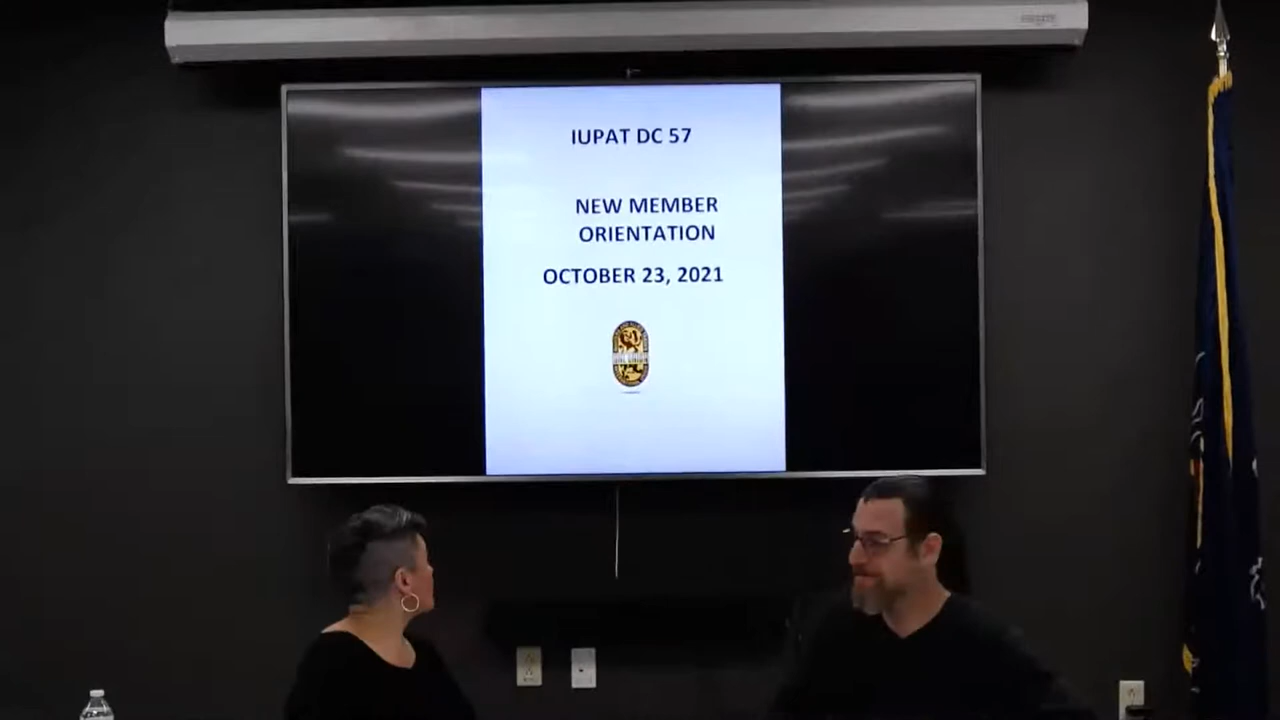 IUPAT DC 57
NEW MEMBER
ORIENTATION
OCTOBER 23, 2021